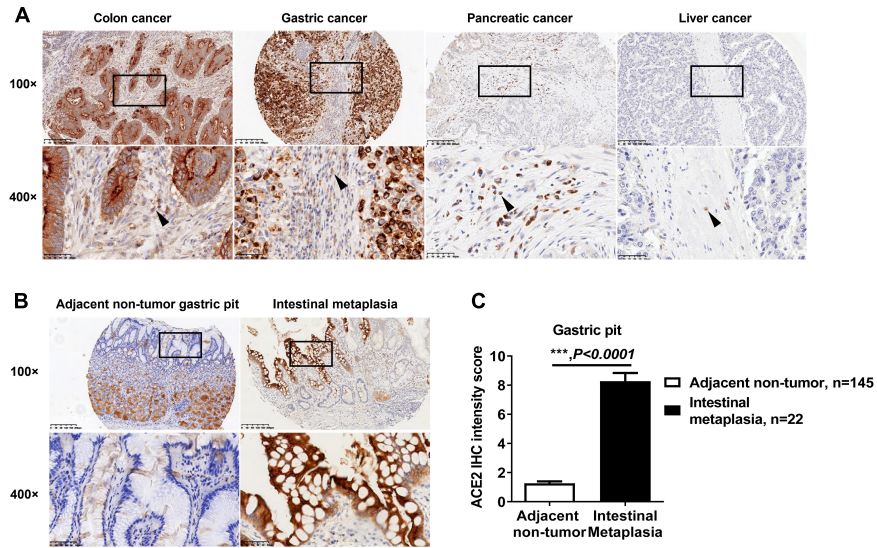 A
Colon cancer
Gastric cancer
Pancreatic cancer
Liver cancer
100×
400×
B
Adjacent non-tumor gastric pit
Intestinal metaplasia
100×
400×
C
Gastric pit
***,P<0.0001
ACE2 IHC intensity score
10
8
6
4
2
0
Adjacent
non-tumor
Intestinal
Metaplasia
Adjacent non-tumor, n=145
Intestinal
metaplasia, n=22